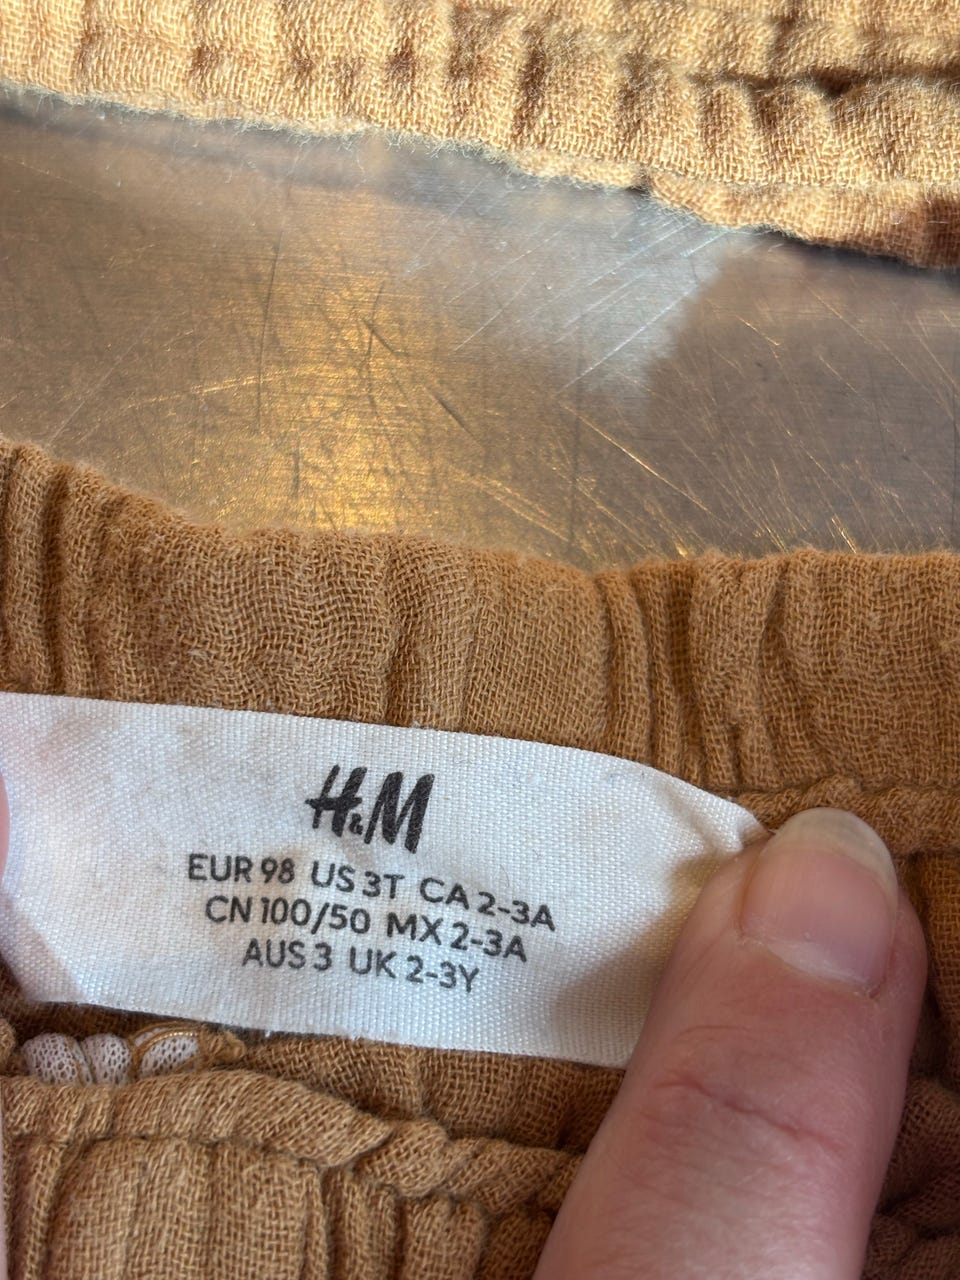 H&M
EUR 98 US 3T CA 2-3A
CN 100/50 MX 2-3A
AUS 3 UK 2-3Y